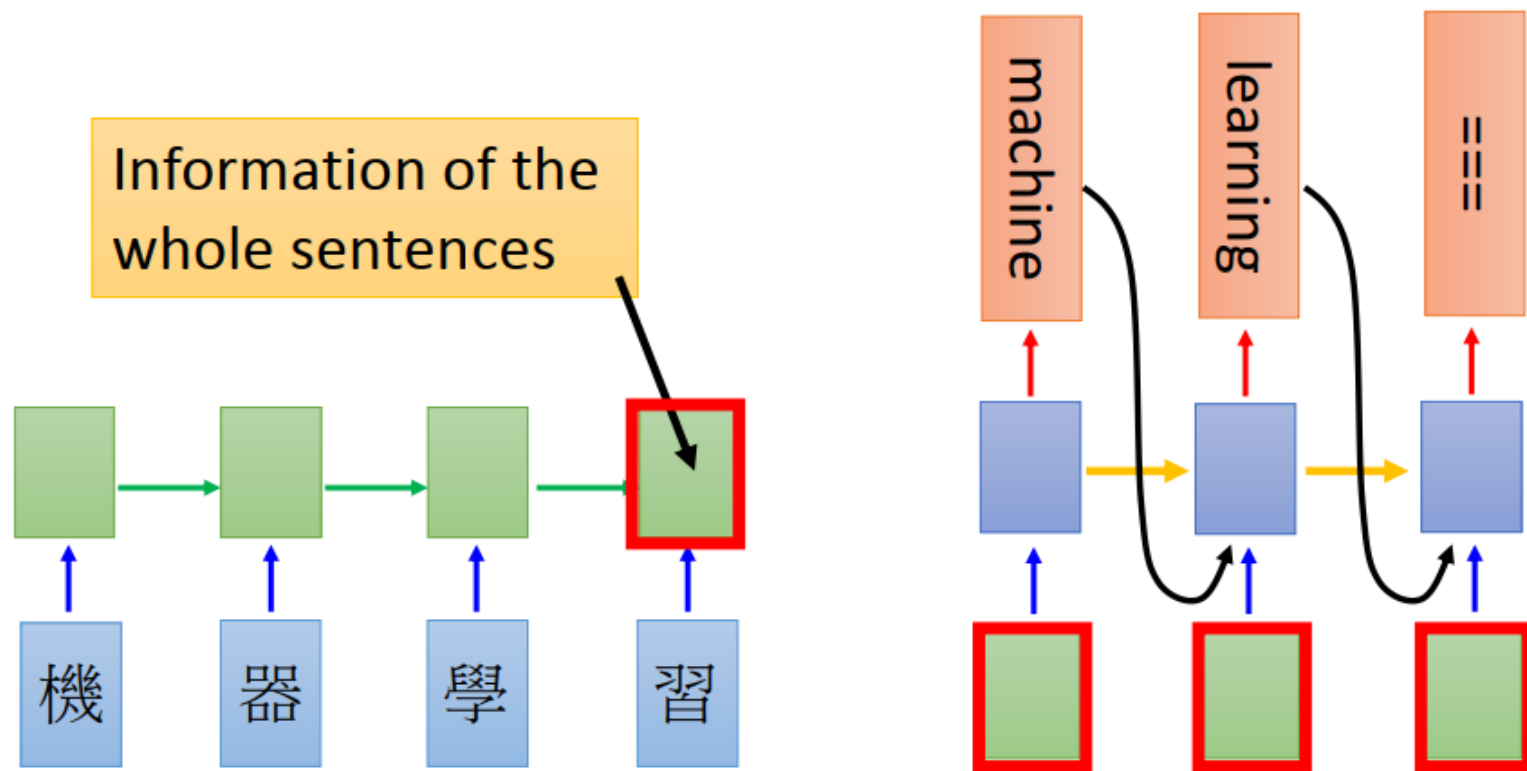 Information of the
whole sentences
機
器
學
習
machine
learning
===